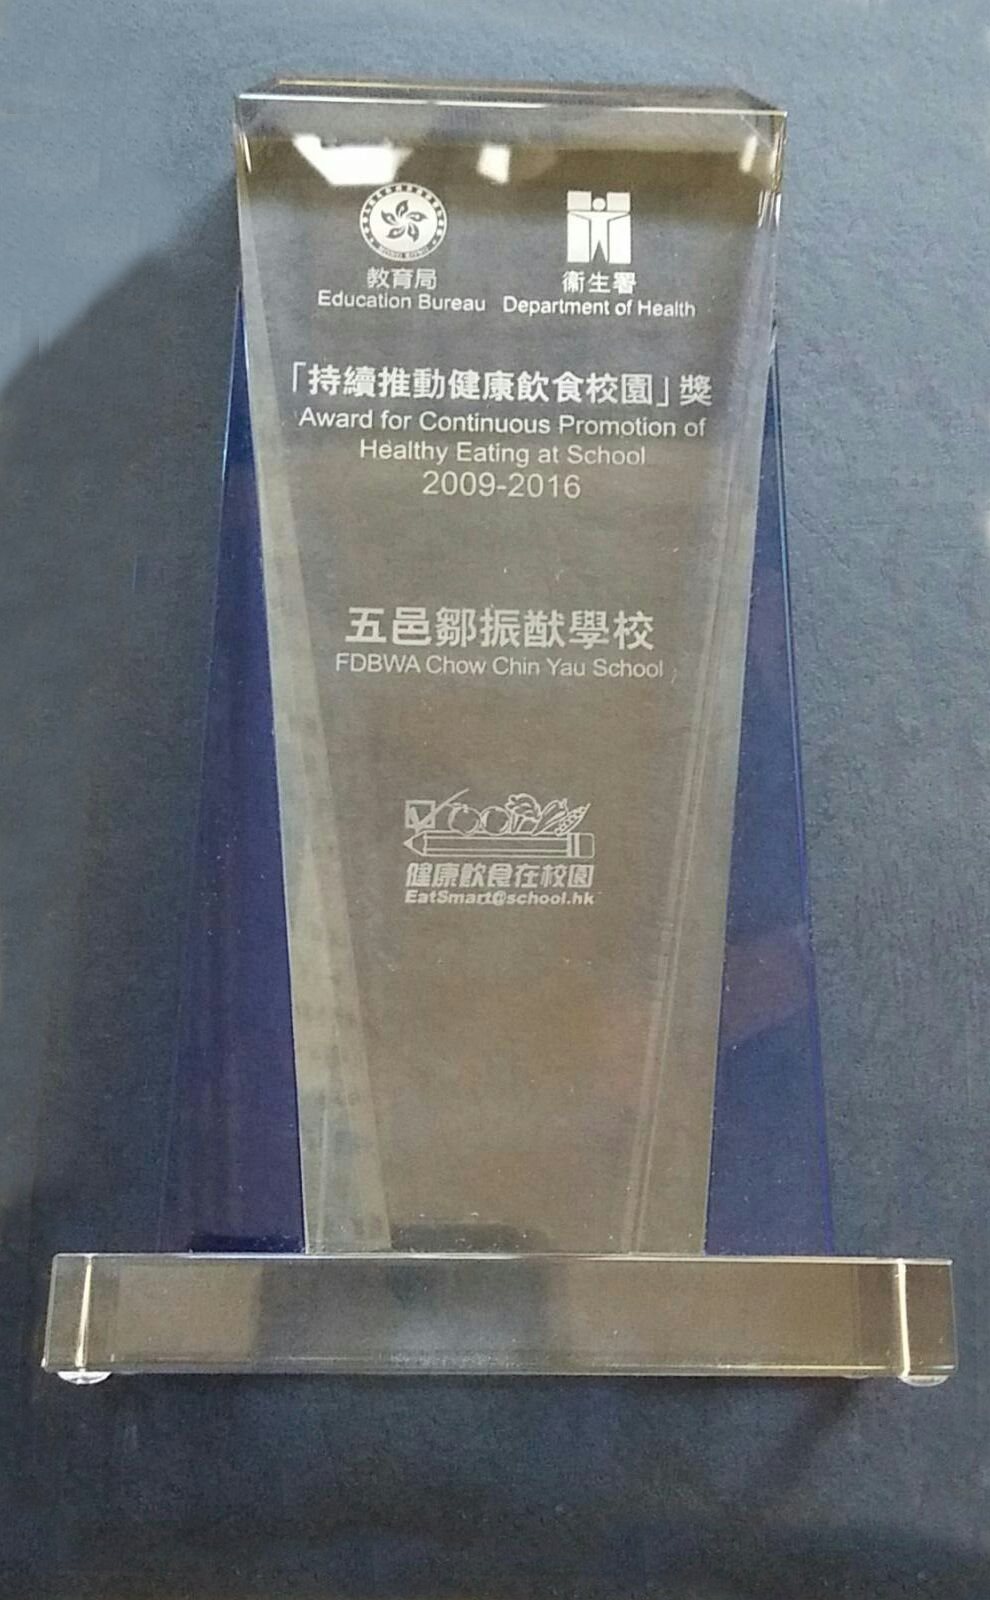 教育局
Education Bureau
衞生署
Department of Health
「持續推動健康飲食校園」獎
Award for Continuous Promotion of
Healthy Eating at School
2009-2016
五邑鄒振猷學校
FDBWA Chow Chin Yau School
健康飲食在校園
EatSmart@school.hk